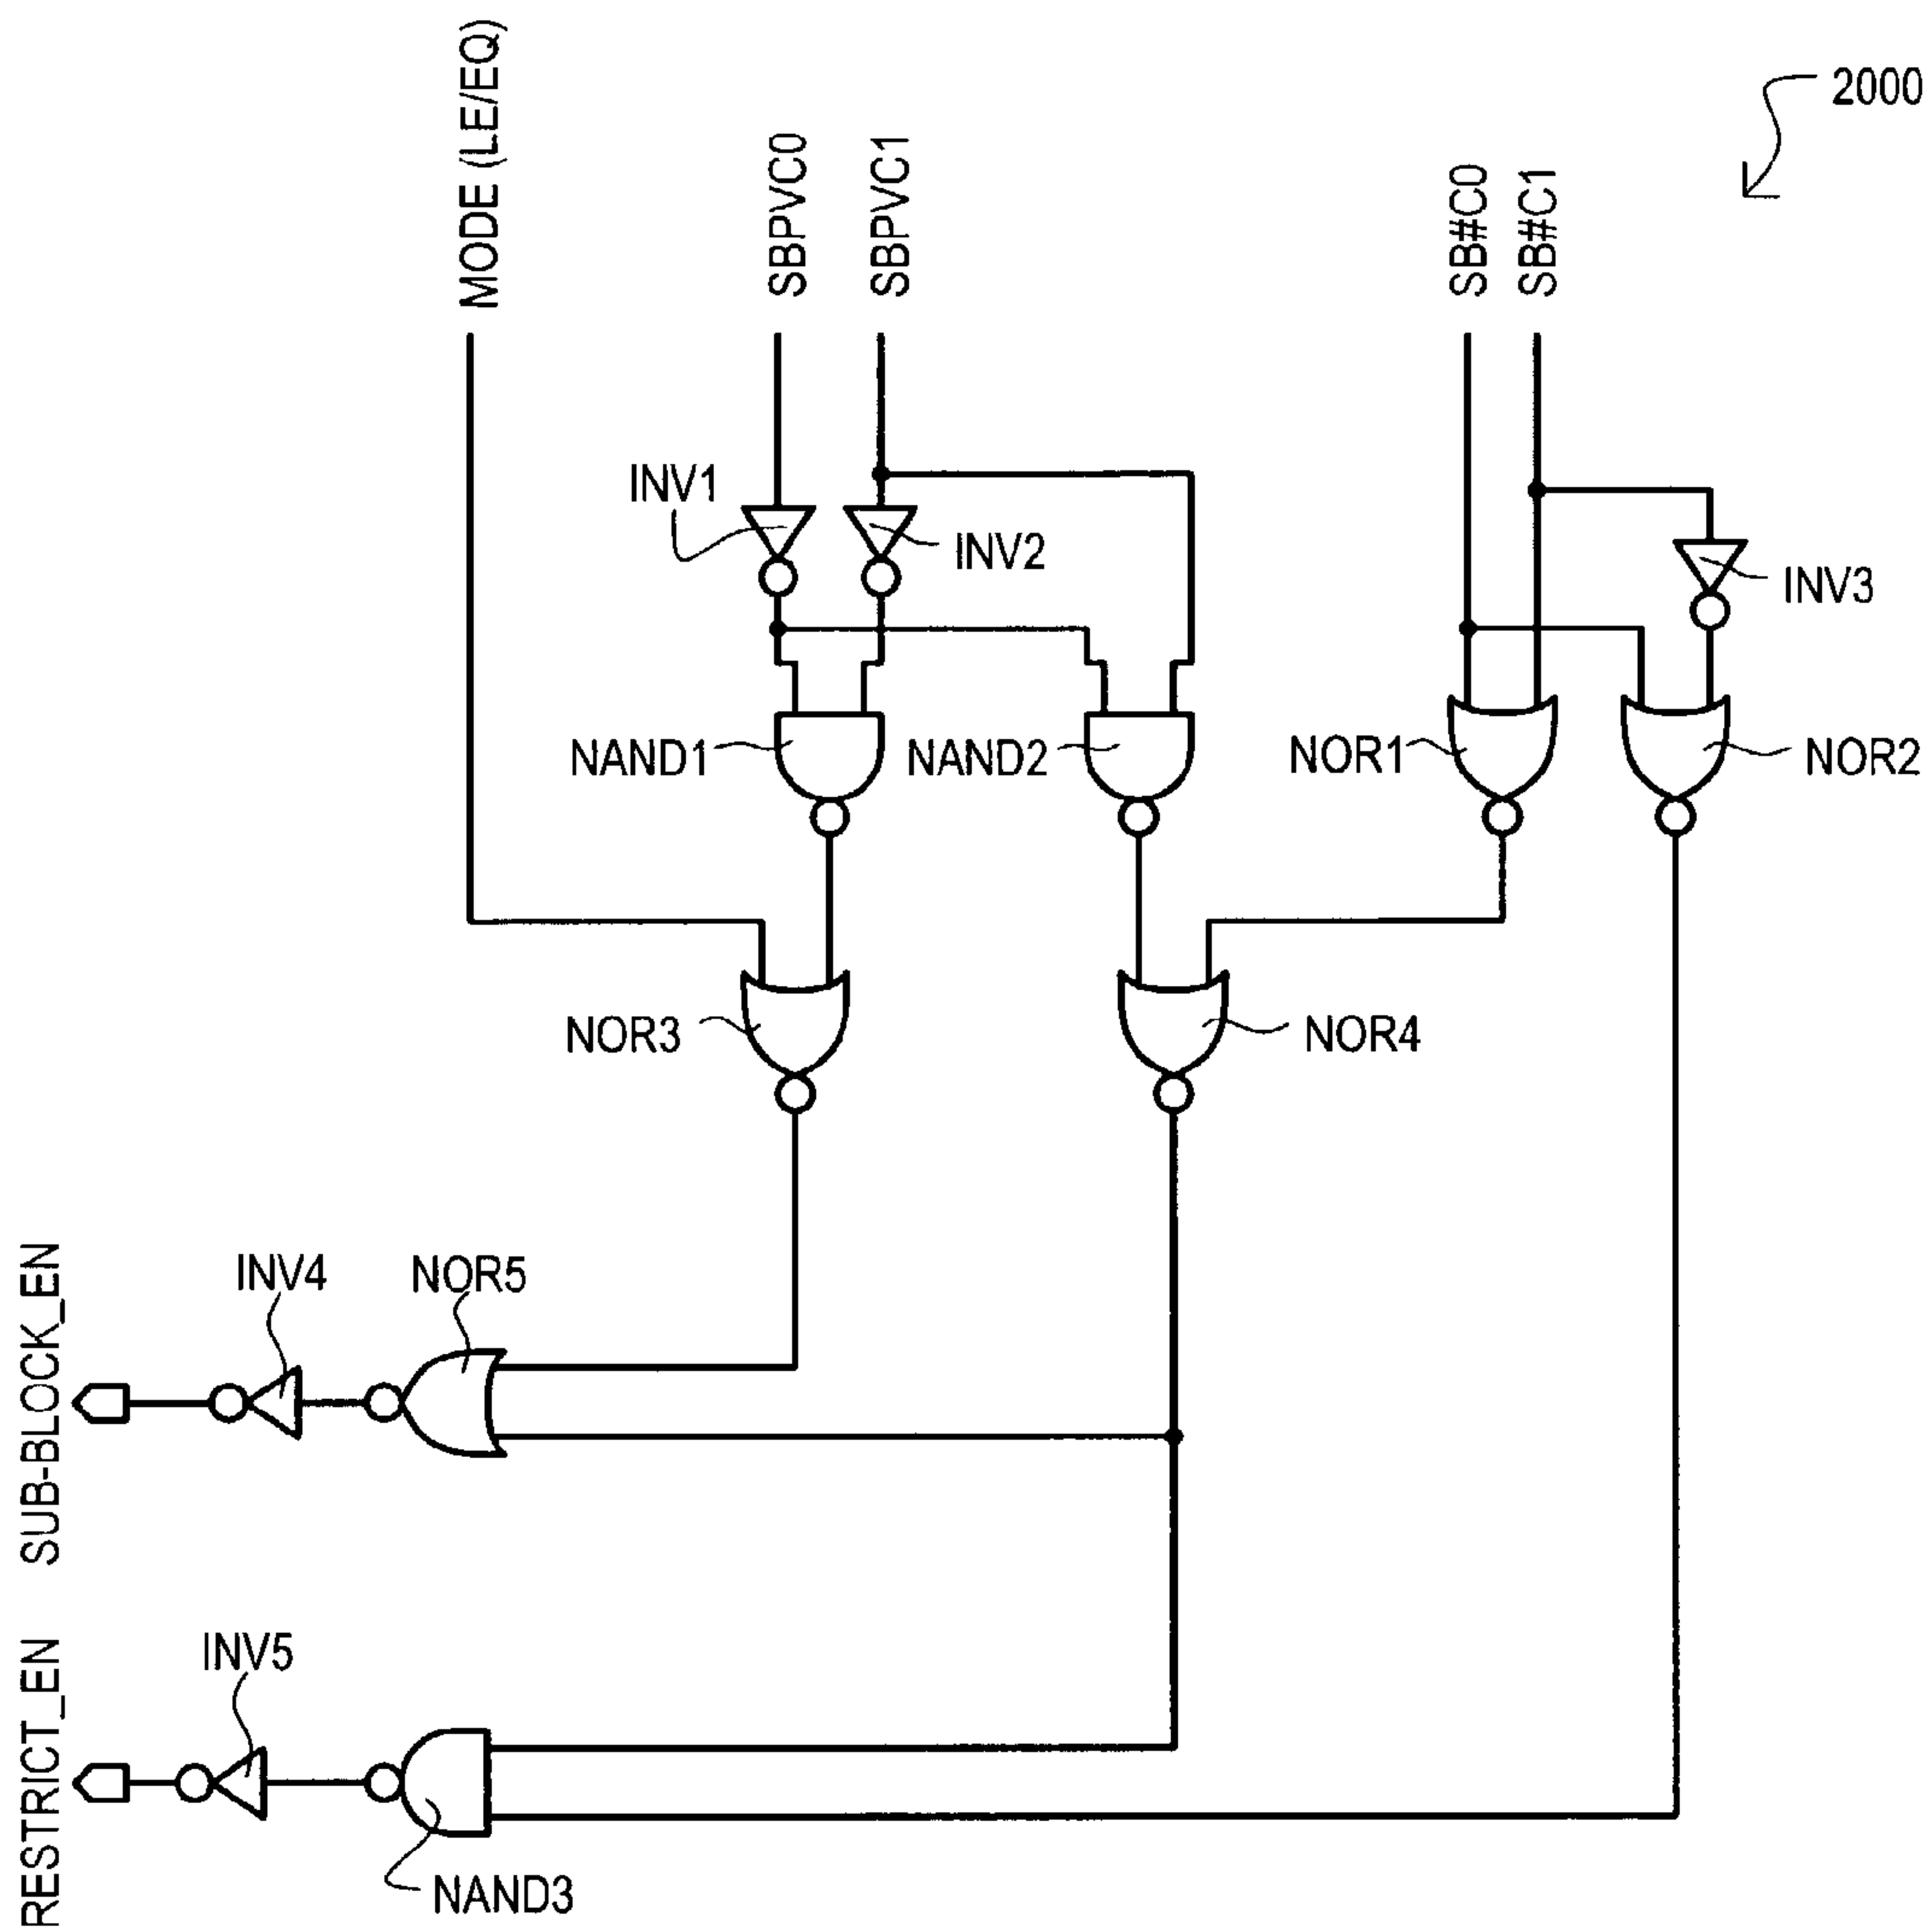 MODE (LE/EQ)
SBPVC0
SBPVC1
SB#C0
SB#C1
2000
INV1
INV2
INV3
NAND1
NAND2
NOR1
NOR2
NOR3
NOR4
SUB-BLOCK_EN
INV4
NOR5
RESTRICT_EN
INV5
NAND3